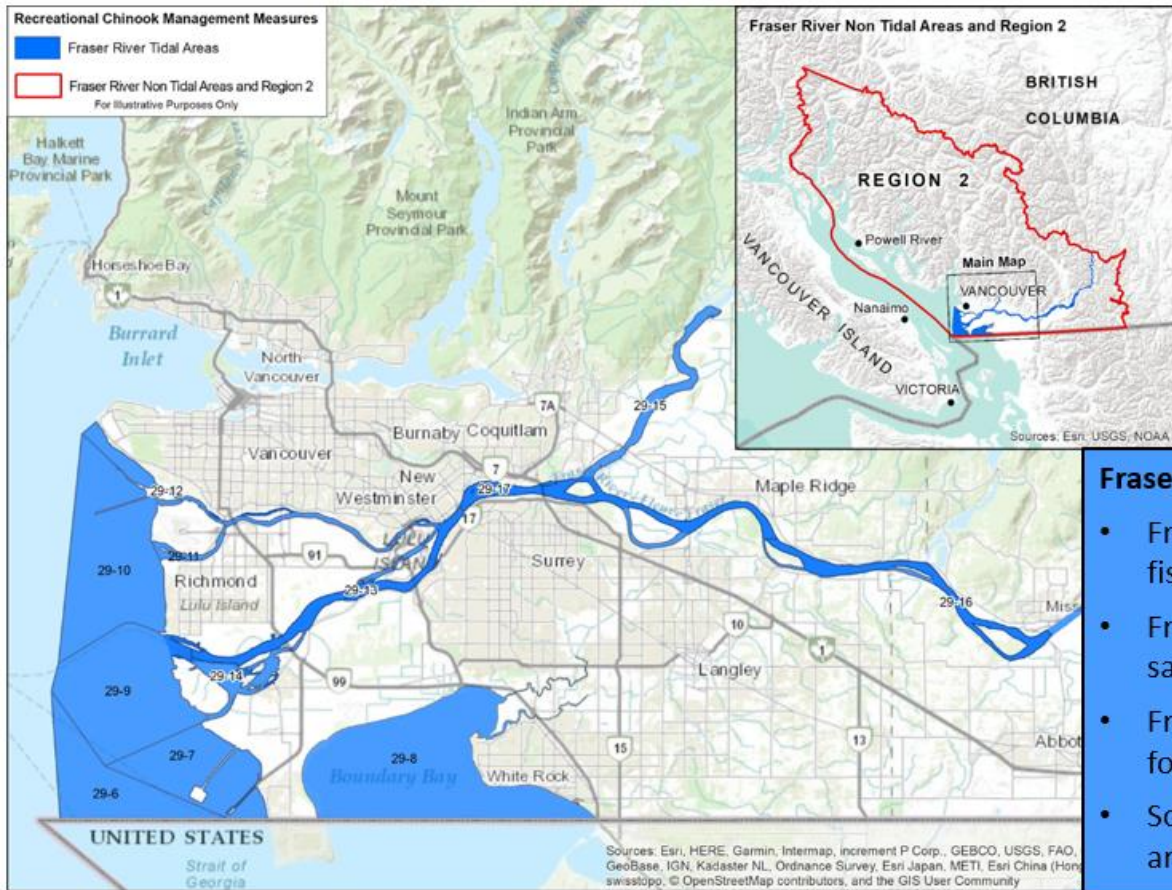 Recreational Chinook Management Measures
Fraser River Tidal Areas
Fraser River Non Tidal Areas and Region 2
For Illustrative Purposes Only
Halkett
Bay Marine
Provincial Park
Indian Arm
Provincial
Park
Mount
Seymour
Provincial Park
Horseshoe Bay
1
Burrard
Inlet
North
Vancouver
Burnaby
Coquitlam
7A
7
Vancouver
New
Westminster
29-17
29-15
Maple Ridge
29-12
29-11
29-10
91
LULU
17
Richmond
Lulu Island
29-13
Surrey
29-16
29-14
99
10
1
Langley
29-9
29-7
29-8
Boundary Bay
15
13
White Rock
29-6
UNITED STATES
Strait of
Georgia
Sources: Esri, HERE, Garmin, Intermap, increment P Corp., GEBCO, USGS, FAO,
GeoBase, IGN, Kadaster NL, Ordnance Survey, Esri Japan, METI, Esri China
swisstopo, © OpenStreetMap contributors, and the GIS User Community
Fraser River Non Tidal Areas and Region 2
BRITISH
COLUMBIA
REGION 2
Powell River
Main Map
VANCOUVER
Nanaimo
VANCOUVER ISLAND
VICTORIA
Sources: Esri, USGS, NOAA